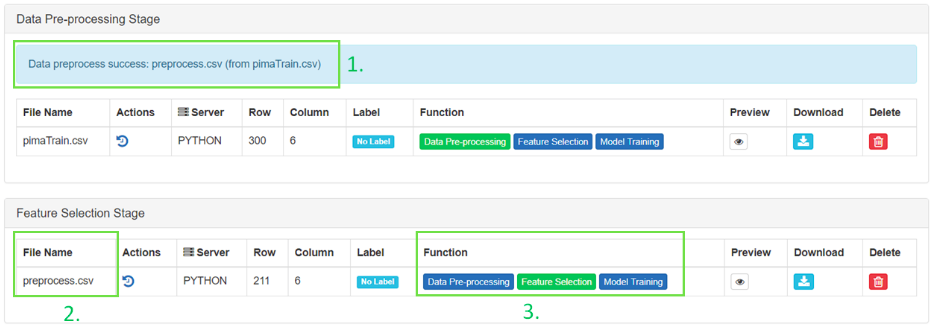 Data Pre-processing Stage
Data preprocess success: preprocess.csv (from pimaTrain.csv)
1.
File Name Actions Server Row Column Label Function Preview Download Delete
pimaTrain.csv PYTHON 300 6 No Label Data Pre-processing Feature Selection Model Training
Feature Selection Stage
File Name Actions Server Row Column Label Function Preview Download Delete
preprocess.csv PYTHON 211 6 No Label Data Pre-processing Feature Selection Model Training
2. 3.